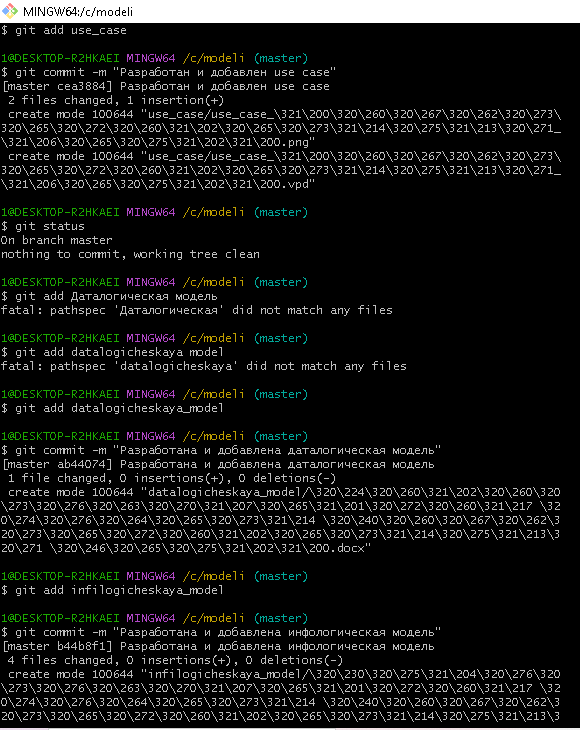 MINGW64:/c/modeli
$ git add use_case
1@DESKTOP-R2HKAEI MINGW64 /c/modeli (master)
$ git commit -m "Разработан и добавлен use case"
[master cea3884] Разработан и добавлен use case
2 files changed, 1 insertion(+)
create mode 100644 "use_case/use_case_\321\200\320\260\320\267\320\262\320\273\
320\265\320\272\320\260\321\202\320\265\320\273\321\214\320\275\321\213\320\271_
\321\206\320\265\320\275\321\202\321\200.png"
create mode 100644 "use_case/use_case_\321\200\320\260\320\267\320\262\320\273\
320\265\320\272\320\260\321\202\320\265\320\273\321\214\320\275\321\213\320\271_
\321\206\320\265\320\275\321\202\321\200.vpd"
1@DESKTOP-R2HKAEI MINGW64 /c/modeli (master)
$ git status
On branch master
nothing to commit, working tree clean
1@DESKTOP-R2HKAEI MINGW64 /c/modeli (master)
$ git add Даталогическая модель
fatal: pathspec 'Даталогическая' did not match any files
1@DESKTOP-R2HKAEI MINGW64 /c/modeli (master)
$ git add datalogicheskaya model
fatal: pathspec 'datalogicheskaya' did not match any files
1@DESKTOP-R2HKAEI MINGW64 /c/modeli (master)
$ git add datalogicheskaya_model
1@DESKTOP-R2HKAEI MINGW64 /c/modeli (master)
$ git commit -m "Разработана и добавлена даталогическая модель"
[master ab44074] Разработана и добавлена даталогическая модель
1 file changed, 0 insertions(+), 0 deletions(-)
create mode 100644 "datalogicheskaya_model/\320\224\320\260\321\202\320\260\320
\273\320\276\320\263\320\270\321\207\320\265\321\201\320\272\320\260\321\217 \32
0\274\320\276\320\264\320\265\320\273\321\214 \320\240\320\260\320\267\320\262\3
20\273\320\265\320\272\320\260\321\202\320\265\320\273\321\214\320\275\321\213\3
20\271 \320\246\320\265\320\275\321\202\321\200.docx"
1@DESKTOP-R2HKAEI MINGW64 /c/modeli (master)
$ git add infilogicheskaya_model
1@DESKTOP-R2HKAEI MINGW64 /c/modeli (master)
$ git commit -m "Разработана и добавлена инфологическая модель"
[master b44b8f1] Разработана и добавлена инфологическая модель
4 files changed, 0 insertions(+), 0 deletions(-)
create mode 100644 "infilogicheskaya_model/\320\230\320\275\321\204\320\276\320
\273\320\276\320\263\320\270\321\207\320\265\321\201\320\272\320\260\321\217 \32
0\274\320\276\320\264\320\265\320\273\321\214 \320\240\320\260\320\267\320\262\3
20\273\320\265\320\272\320\260\321\202\320\265\320\273\321\214\320\275\321\213\3